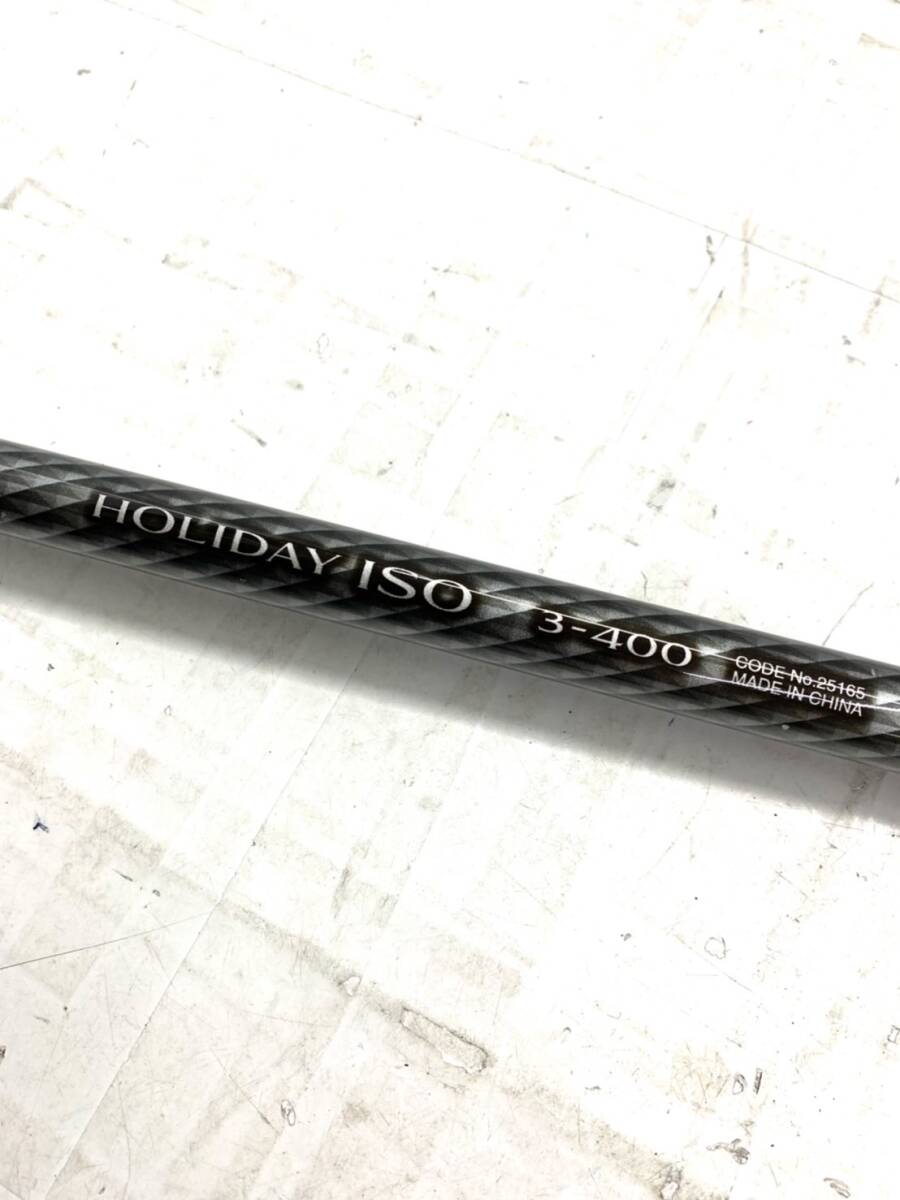 HOLIDAY ISO 3-400
CODE No.25165
MADE IN CHINA